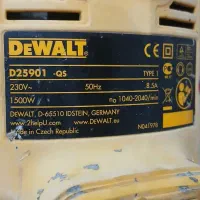 DEWALT
D25901 -QS TYPE 1
230V~ 50Hz 8.5A
1500W n₀ 1040-2040/min
DEWALT, D-65510 IDSTEIN, GERMANY
www.2helpU.com www.DEWALT.eu
Made in Czech Republic N047978